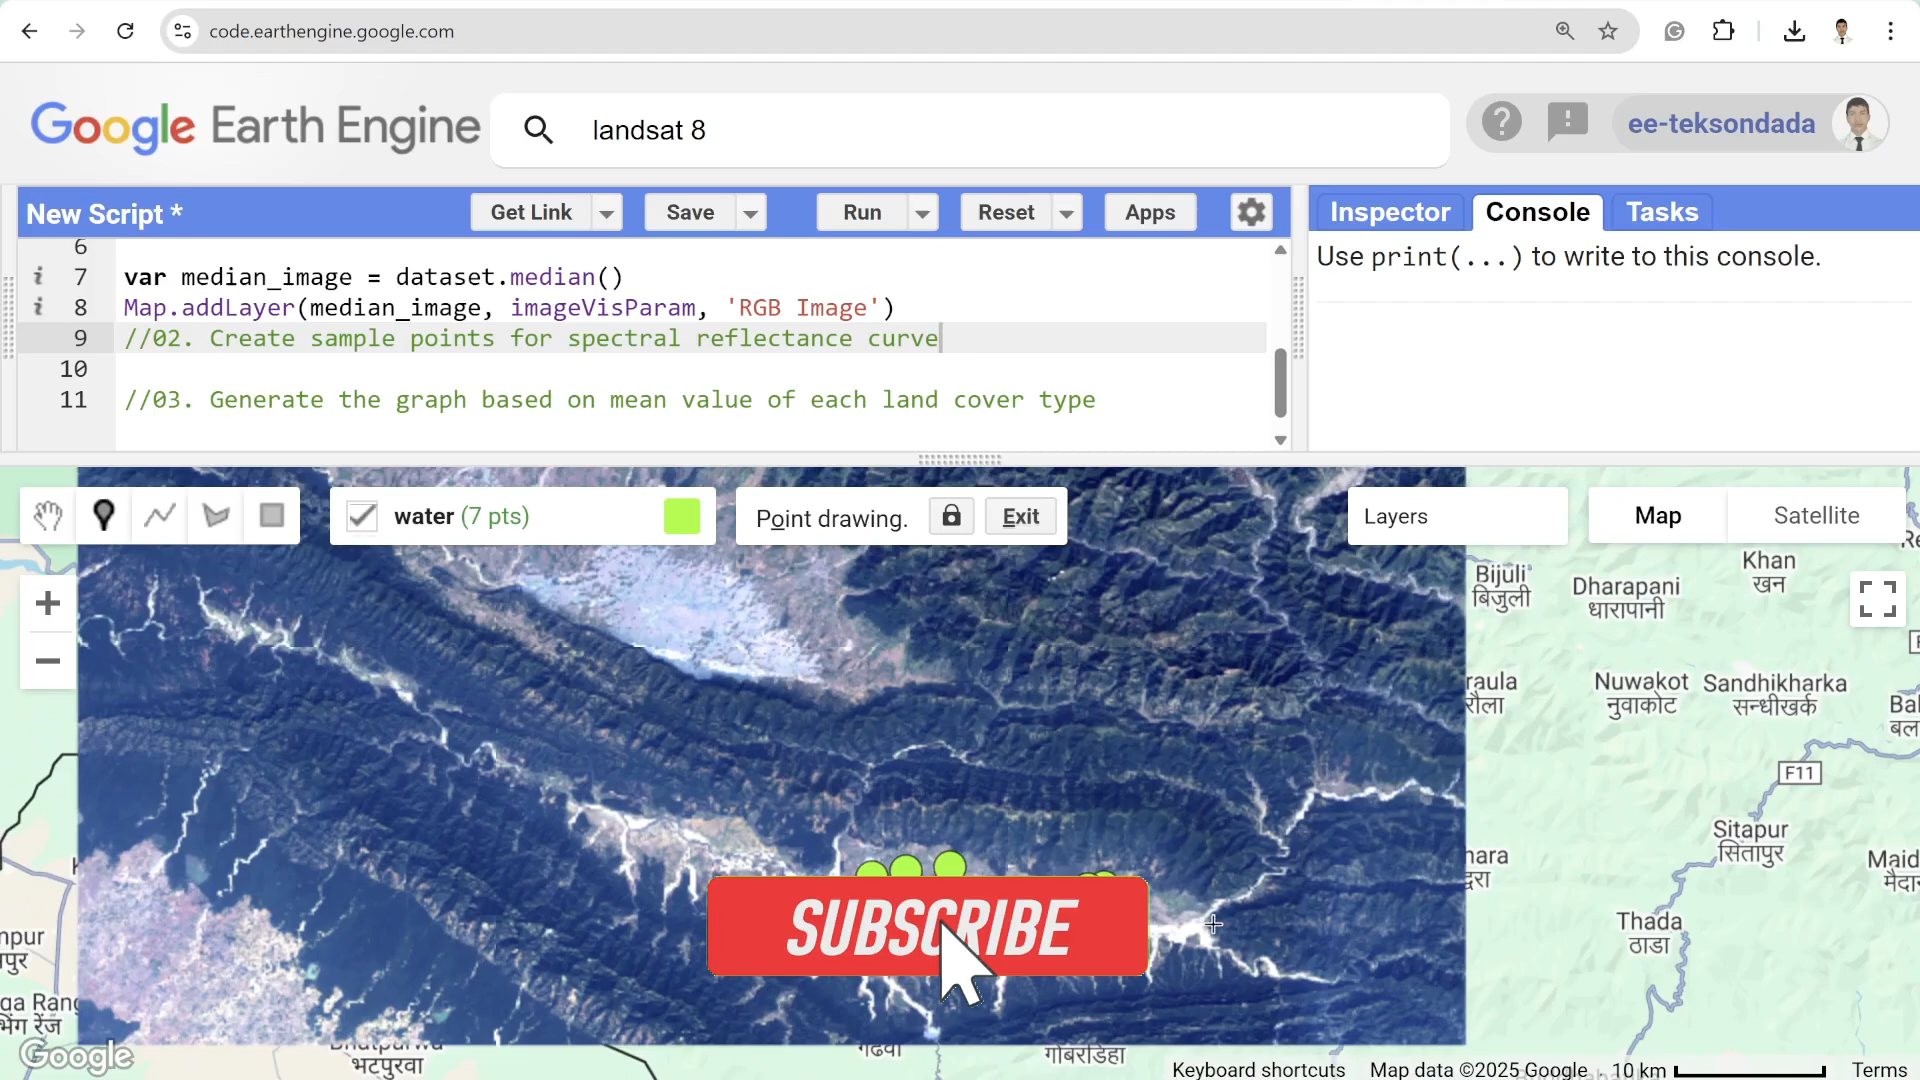 code.earthengine.google.com
Google Earth Engine
landsat 8
ee-teksondada
New Script *
Get Link
Save
Run
Reset
Apps
Inspector
Console
Tasks
Use print(...) to write to this console.
6
7 var median_image = dataset.median()
8 Map.addLayer(median_image, imageVisParam, 'RGB Image')
9 //02. Create sample points for spectral reflectance curve
10
11 //03. Generate the graph based on mean value of each land cover type
water (7 pts)
Point drawing.
Exit
Layers
Map
Satellite
Bijuli
बिजुली
Dharapani
धारापानी
Khan
खन
raula
रौला
Nuwakot
नुवाकोट
Sandhikharka
सन्धीखर्क
Bal
F11
Sitapur
सितापुर
Maid
Thada
ठाडा
npur
पुर
SUBSCRIBE
भटपुरवा
गोबरडिहा
Google
Keyboard shortcuts
Map data ©2025 Google
10 km
Terms